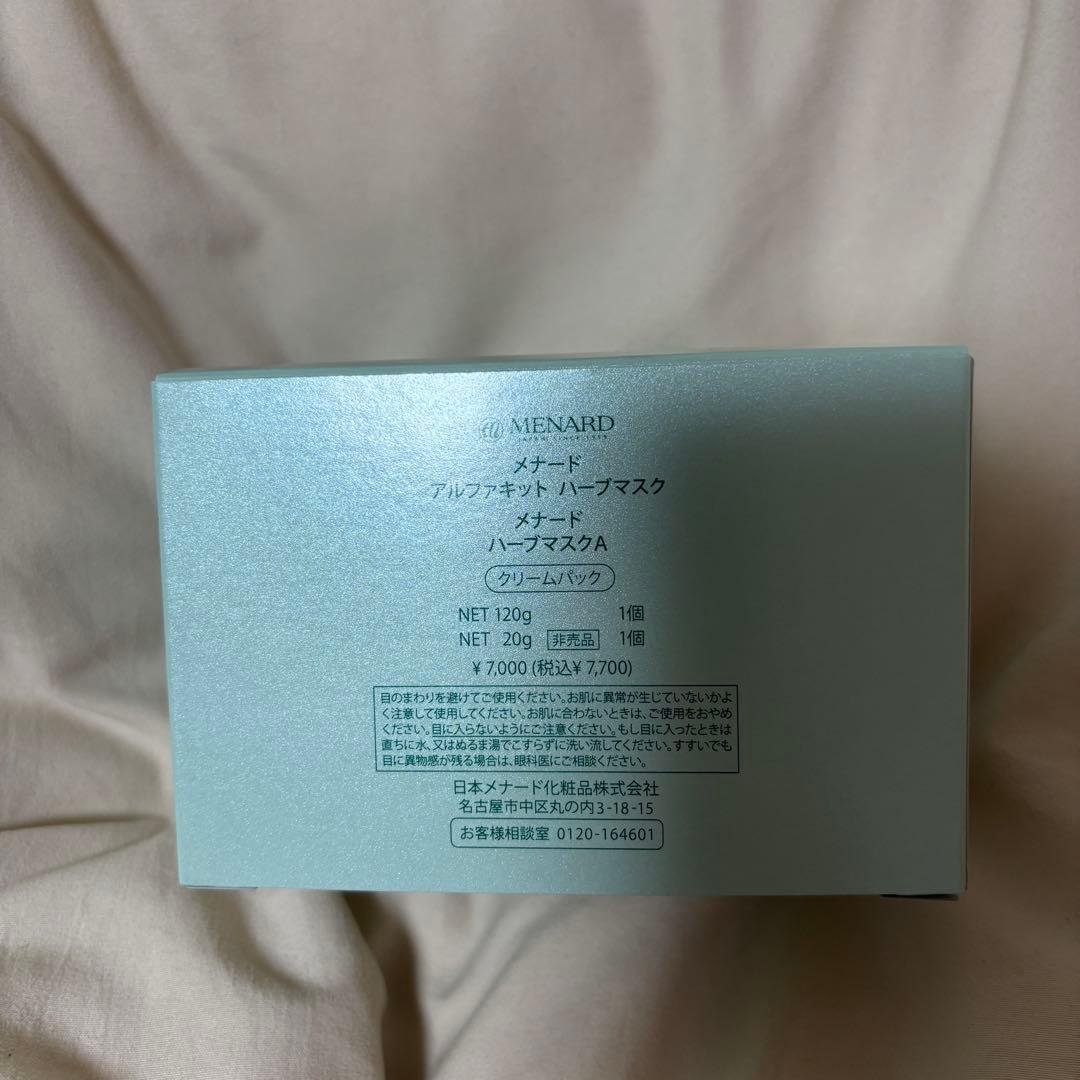 MENARD
JAPAN SINCE 1959
メナード
アルファキット ハーブマスク
メナード
ハーブマスクA
クリームパック
NET 120g 1個
NET 20g 非売品 1個
¥7,000(税込¥7,700)
目のまわりを避けてご使用ください。お肌に異常が生じていないかよ
く注意して使用してください。お肌に合わないときは、ご使用をおやめ
ください。目に入らないようにご注意ください。もし目に入ったときは
直ちに水、又はぬるま湯でこすらずに洗い流してください。すすいでも
目に異物感が残る場合は、眼科医にご相談ください。
日本メナード化粧品株式会社
名古屋市中区丸の内3-18-15
お客様相談室 0120-164601